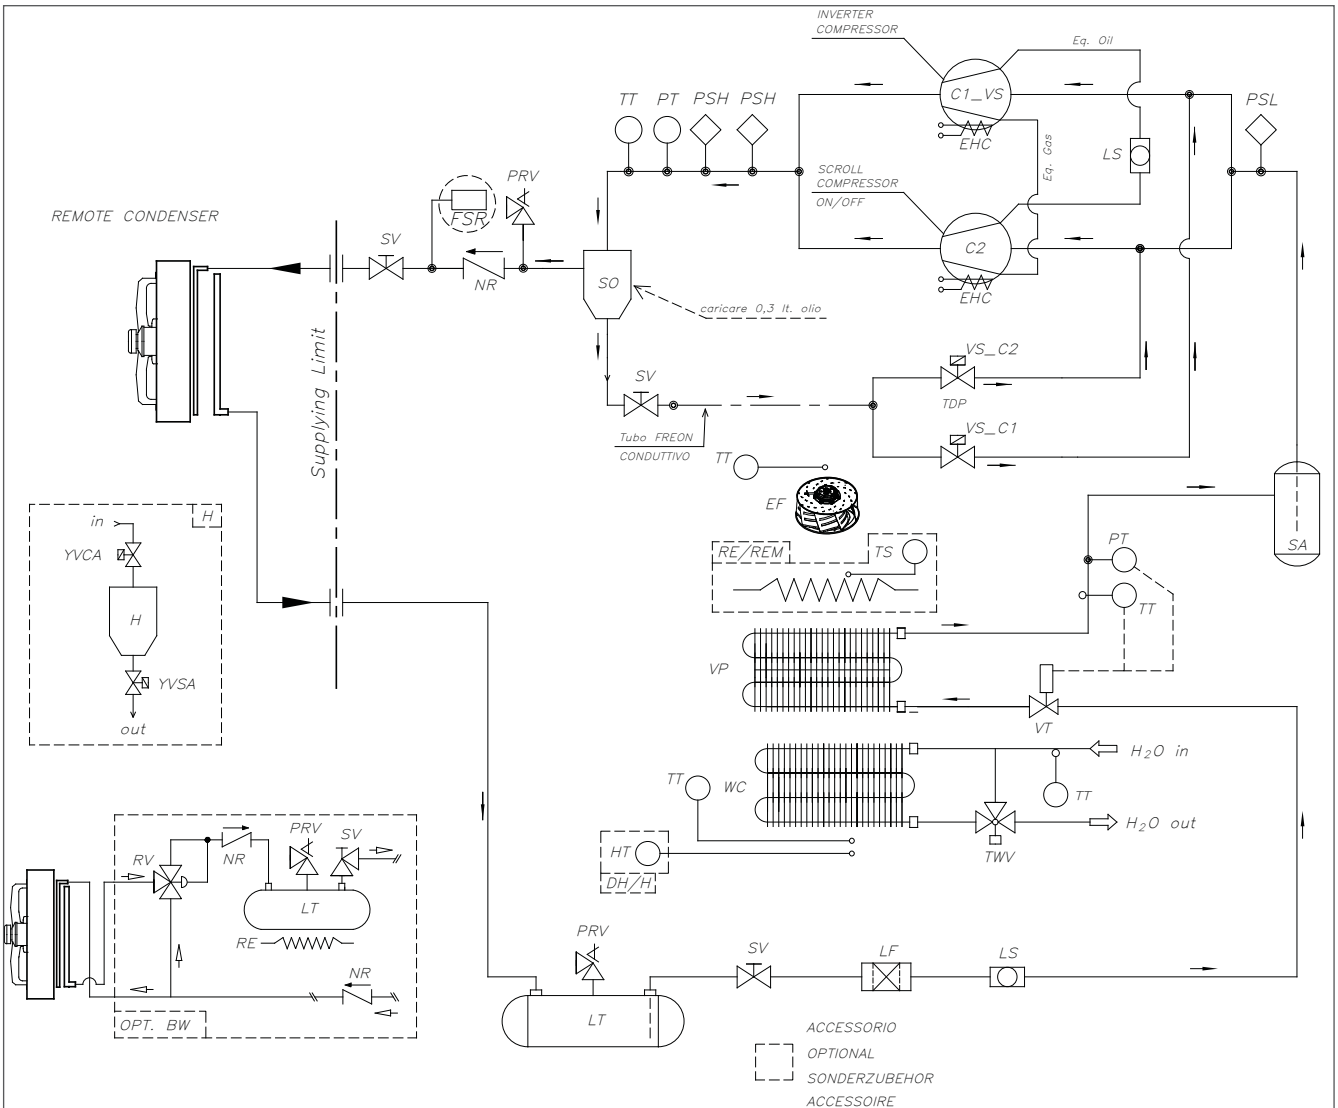 INVERTER
COMPRESSOR
Eq. Oil
C1_VS
EHC
TT
PT
PSH
PSH
PSL
LS
Eq. Gas
SCROLL
COMPRESSOR
ON/OFF
C2
EHC
PRV
FSR
SV
NR
SO
REMOTE CONDENSER
caricare 0,3 lt. olio
Supplying Limit
VS_C2
TDP
VS_C1
SV
Tubo FREON
CONDUTTIVO
TT
EF
SA
RE/REM
TS
PT
TT
VP
VT
H
in
YVCA
H
YVSA
out
H2O in
TT
WC
TT
H2O out
TWV
HT
DH/H
RV
NR
PRV
SV
LT
RE
NR
OPT. BW
PRV
LT
SV
LF
LS
ACCESSORIO
OPTIONAL
SONDERZUBEHOR
ACCESSOIRE